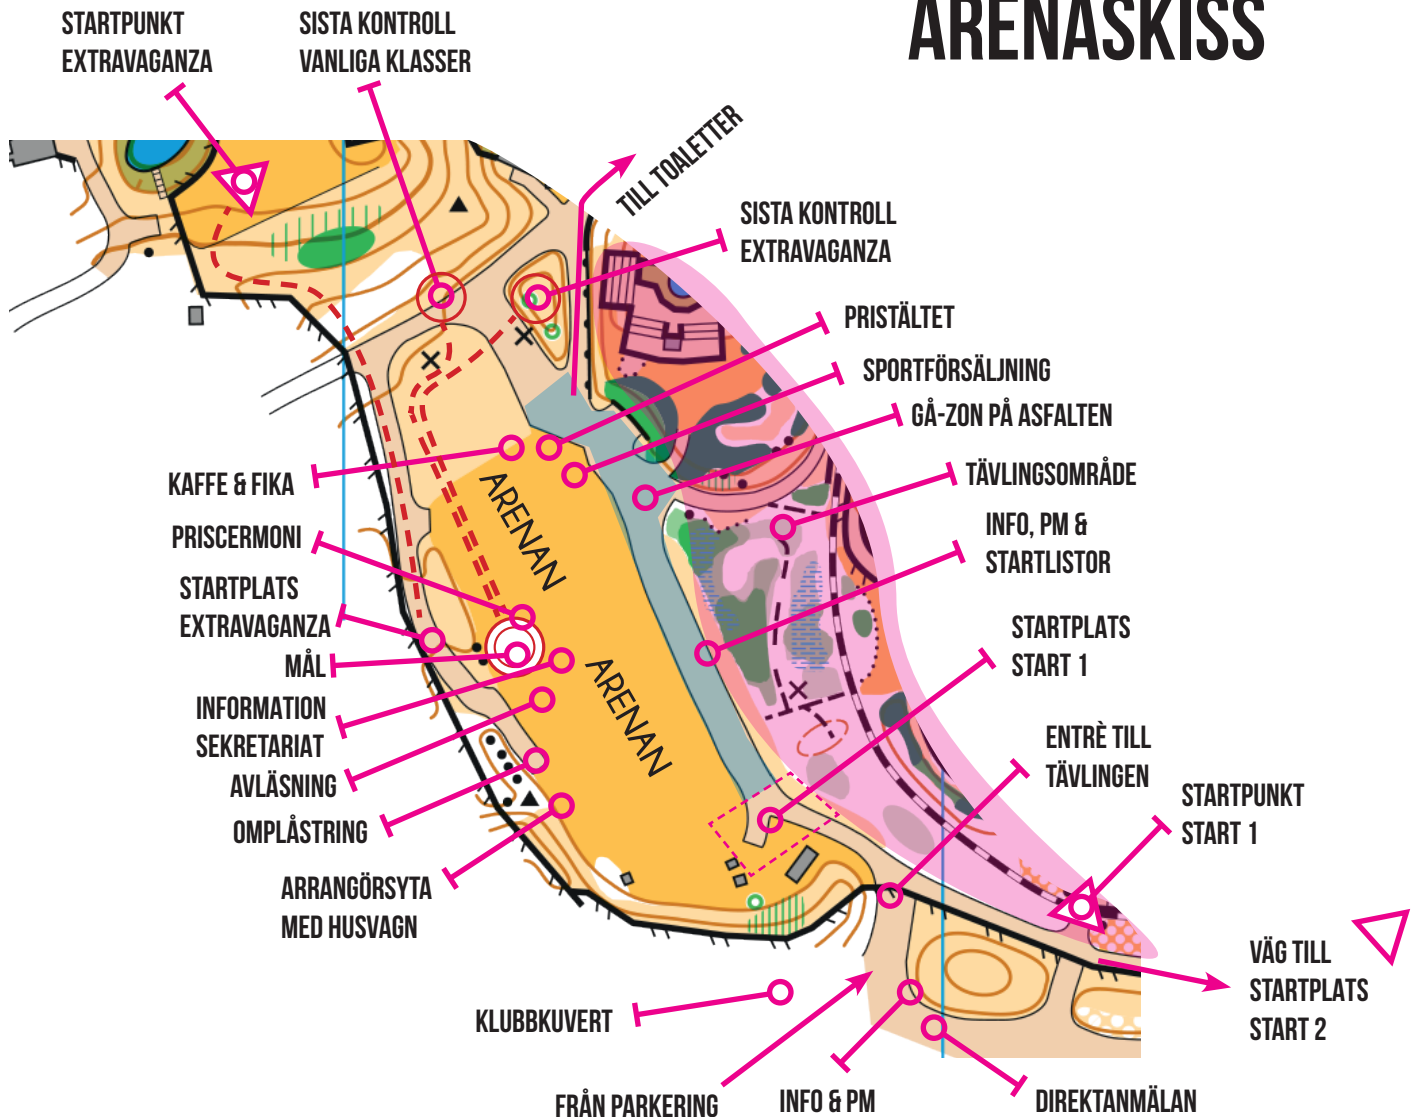 ARENASKISS
STARTPUNKT
EXTRAVAGANZA
SISTA KONTROLL
VANLIGA KLASSER
TILL TOALETTER
SISTA KONTROLL
EXTRAVAGANZA
PRISTÄLTET
SPORTFÖRSÄLJNING
GÅ-ZON PÅ ASFALTEN
TÄVLINGSOMRÅDE
INFO, PM &
STARTLISTOR
STARTPLATS
START 1
ENTRÈ TILL
TÄVLINGEN
STARTPUNKT
START 1
VÄG TILL
STARTPLATS
START 2
KAFFE & FIKA
PRISCERMONI
STARTPLATS
EXTRAVAGANZA
MÅL
INFORMATION
SEKRETARIAT
AVLÄSNING
OMPLÅSTRING
ARRANGÖRSYTA
MED HUSVAGN
ARENAN
ARENAN
KLUBBKUVERT
FRÅN PARKERING
INFO & PM
DIREKTANMÄLAN